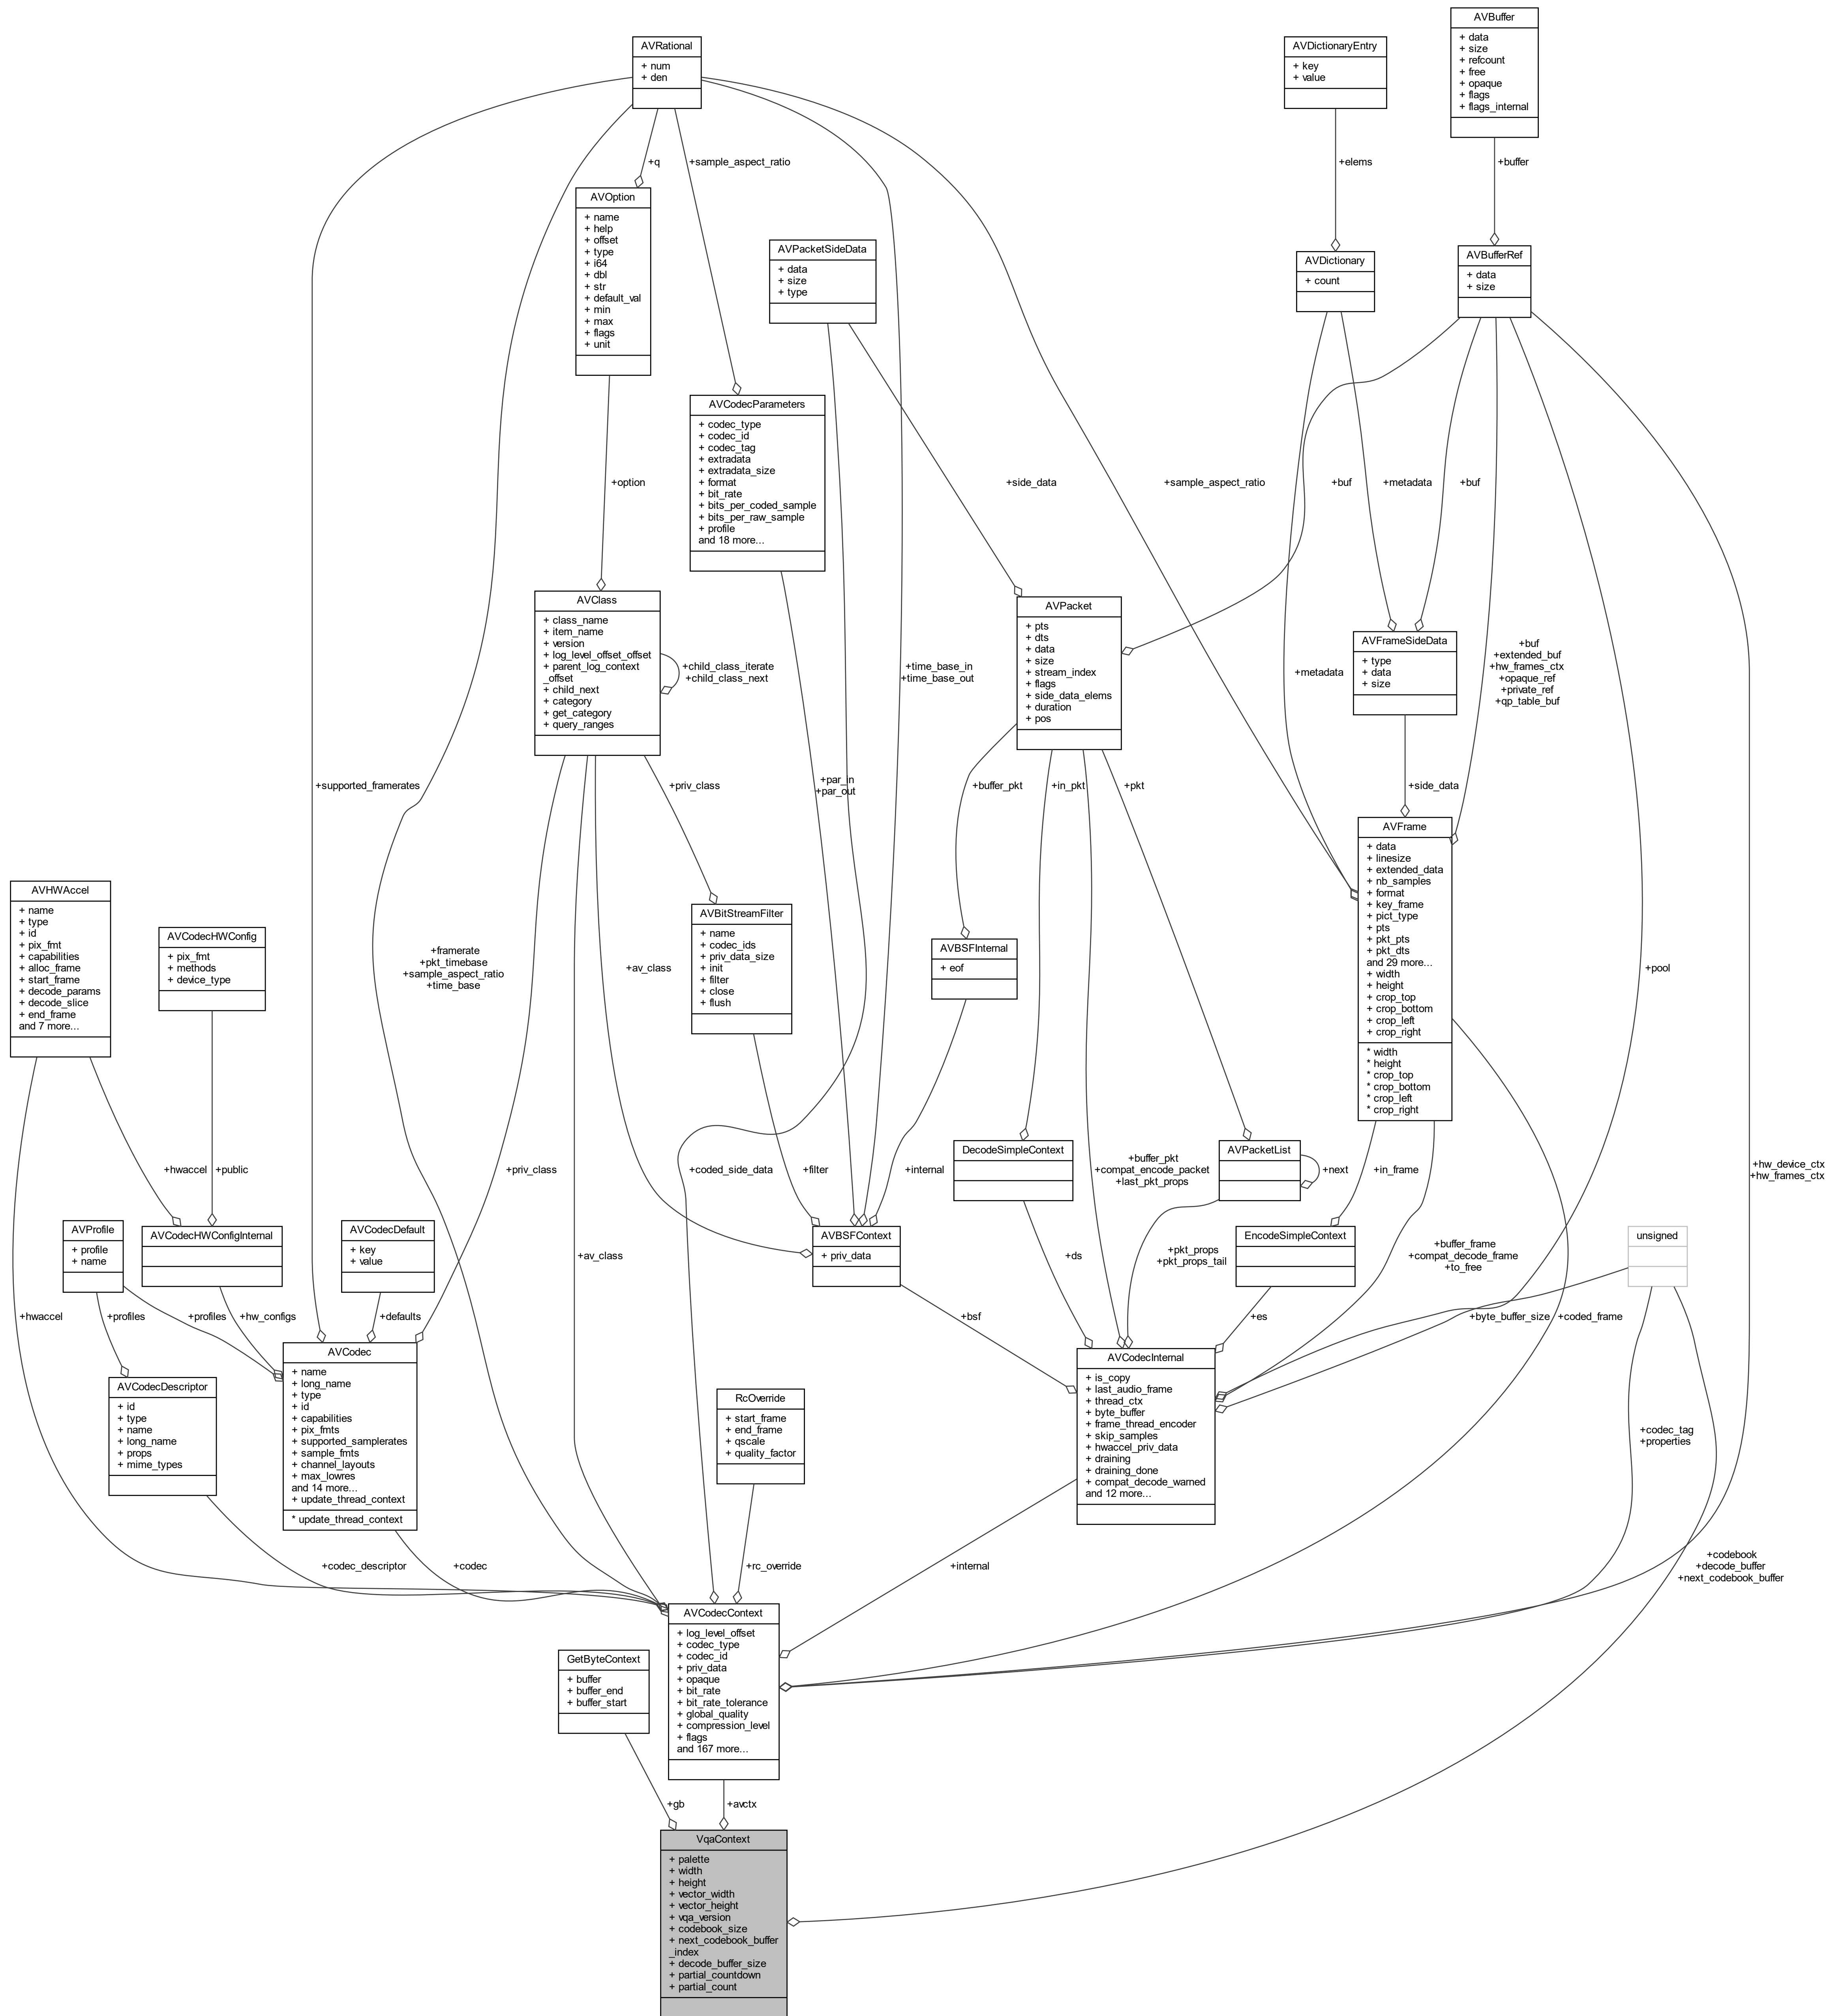 AVBuffer
+ data
+ size
+ refcount
+ free
+ opaque
+ flags
+ flags_internal
AVRational
+ num
+ den
AVDictionaryEntry
+ key
+ value
+q
+sample_aspect_ratio
+elems
+buffer
AVOption
+ name
+ help
+ offset
+ type
+ i64
+ dbl
+ str
+ default_val
+ min
+ max
+ flags
+ unit
AVPacketSideData
+ data
+ size
+ type
AVDictionary
+ count
AVBufferRef
+ data
+ size
AVCodecParameters
+ codec_type
+ codec_id
+ codec_tag
+ extradata
+ extradata_size
+ format
+ bit_rate
+ bits_per_coded_sample
+ bits_per_raw_sample
+ profile
and 18 more...
+option
+side_data
+sample_aspect_ratio
+buf
+metadata
+buf
AVClass
+ class_name
+ item_name
+ version
+ log_level_offset_offset
+ parent_log_context
_offset
+ child_next
+ category
+ get_category
+ query_ranges
+child_class_iterate
+child_class_next
+time_base_in
+time_base_out
AVPacket
+ pts
+ dts
+ data
+ size
+ stream_index
+ flags
+ side_data_elems
+ duration
+ pos
+metadata
AVFrameSideData
+ type
+ data
+ size
+buf
+extended_buf
+hw_frames_ctx
+opaque_ref
+private_ref
+qp_table_buf
+supported_framerates
+priv_class
+par_in
+par_out
+buffer_pkt
+in_pkt
+pkt
+side_data
AVFrame
+ data
+ linesize
+ extended_data
+ nb_samples
+ format
+ key_frame
+ pict_type
+ pts
+ pkt_pts
+ pkt_dts
and 29 more...
+ width
+ height
+ crop_top
+ crop_bottom
+ crop_left
+ crop_right
* width
* height
* crop_top
* crop_bottom
* crop_left
* crop_right
AVHWAccel
+ name
+ type
+ id
+ pix_fmt
+ capabilities
+ alloc_frame
+ start_frame
+ decode_params
+ decode_slice
+ end_frame
and 7 more...
AVCodecHWConfig
+ pix_fmt
+ methods
+ device_type
+framerate
+pkt_timebase
+sample_aspect_ratio
+time_base
+av_class
AVBitStreamFilter
+ name
+ codec_ids
+ priv_data_size
+ init
+ filter
+ close
+ flush
AVBSFInternal
+ eof
+pool
+hwaccel
+public
+priv_class
+coded_side_data
+filter
+internal
DecodeSimpleContext
+buffer_pkt
+compat_encode_packet
+last_pkt_props
AVPacketList
+next
+in_frame
+hw_device_ctx
+hw_frames_ctx
AVProfile
+ profile
+ name
AVCodecHWConfigInternal
AVCodecDefault
+ key
+ value
+av_class
AVBSFContext
+ priv_data
+ds
+pkt_props
+pkt_props_tail
EncodeSimpleContext
+buffer_frame
+compat_decode_frame
+to_free
unsigned
+hwaccel
+profiles
+profiles
+hw_configs
+defaults
+bsf
+es
+byte_buffer_size
+coded_frame
AVCodecDescriptor
+ id
+ type
+ name
+ long_name
+ props
+ mime_types
AVCodec
+ name
+ long_name
+ type
+ id
+ capabilities
+ pix_fmts
+ supported_samplerates
+ sample_fmts
+ channel_layouts
+ max_lowres
and 14 more...
+ update_thread_context
* update_thread_context
RcOverride
+ start_frame
+ end_frame
+ qscale
+ quality_factor
AVCodecInternal
+ is_copy
+ last_audio_frame
+ thread_ctx
+ byte_buffer
+ frame_thread_encoder
+ skip_samples
+ hwaccel_priv_data
+ draining
+ draining_done
+ compat_decode_warned
and 12 more...
+codec_tag
+properties
+codec_descriptor
+codec
+rc_override
+internal
+codebook
+decode_buffer
+next_codebook_buffer
AVCodecContext
+ log_level_offset
+ codec_type
+ codec_id
+ priv_data
+ opaque
+ bit_rate
+ bit_rate_tolerance
+ global_quality
+ compression_level
+ flags
and 167 more...
GetByteContext
+ buffer
+ buffer_end
+ buffer_start
+gb
+avctx
VqaContext
+ palette
+ width
+ height
+ vector_width
+ vector_height
+ vqa_version
+ codebook_size
+ next_codebook_buffer
_index
+ decode_buffer_size
+ partial_countdown
+ partial_count